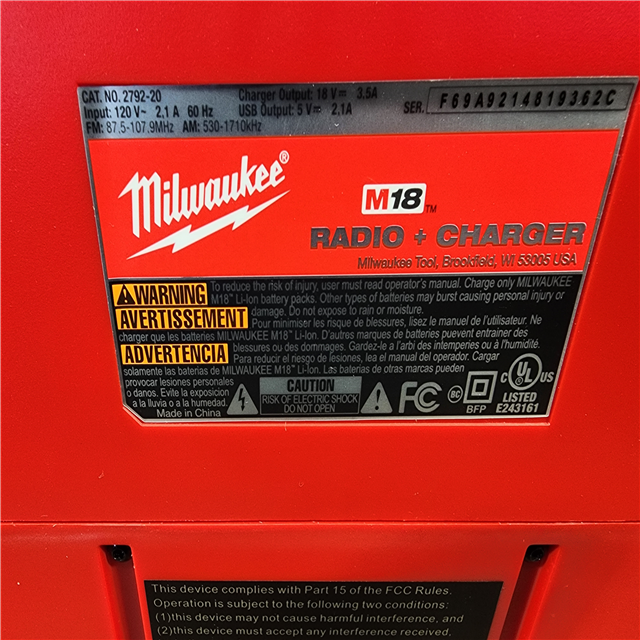 CAT. NO. 2792-20
Input: 120 V~ 2.1 A 60 Hz
FM: 87.5-107.9MHz AM: 530-1710kHz
Charger Output: 18 V⎓ 3.5A
USB Output: 5 V⎓ 2.1A
SER. F69A9214819362C
Milwaukee®
M18™
RADIO + CHARGER
Milwaukee Tool, Brookfield, WI 53005 USA
WARNING To reduce the risk of injury, user must read operator's manual. Charge only MILWAUKEE
M18™ Li-Ion battery packs. Other types of batteries may burst causing personal injury or
damage. Do not expose to rain or moisture.
AVERTISSEMENT Pour minimiser les risque de blessures, lisez le manuel de l'utilisateur. Ne
charger que les batteries MILWAUKEE M18™ Li-Ion. D'autres marques de batteries peuvent entrainer des
blessures ou des dommages. Gardez-le a l'arbi des intemperies ou à l'humidité.
ADVERTENCIA Para reducir el riesgo de lesiones, lea el manual del operador. Cargar
solamente las baterias de MILWAUKEE M18™ Li-Ion. Las baterias de otras marcas pueden
provocar lesiones personales
o danos. Evite la exposicion
a la lluvia o a la humedad.
Made in China
CAUTION
RISK OF ELECTRIC SHOCK
DO NOT OPEN
FC
BC
BFP
C UL US
LISTED
E243161
This device complies with Part 15 of the FCC Rules.
Operation is subject to the following two conditions:
(1)this device may not cause harmful interference, and
(2)this device must accept any interference received,